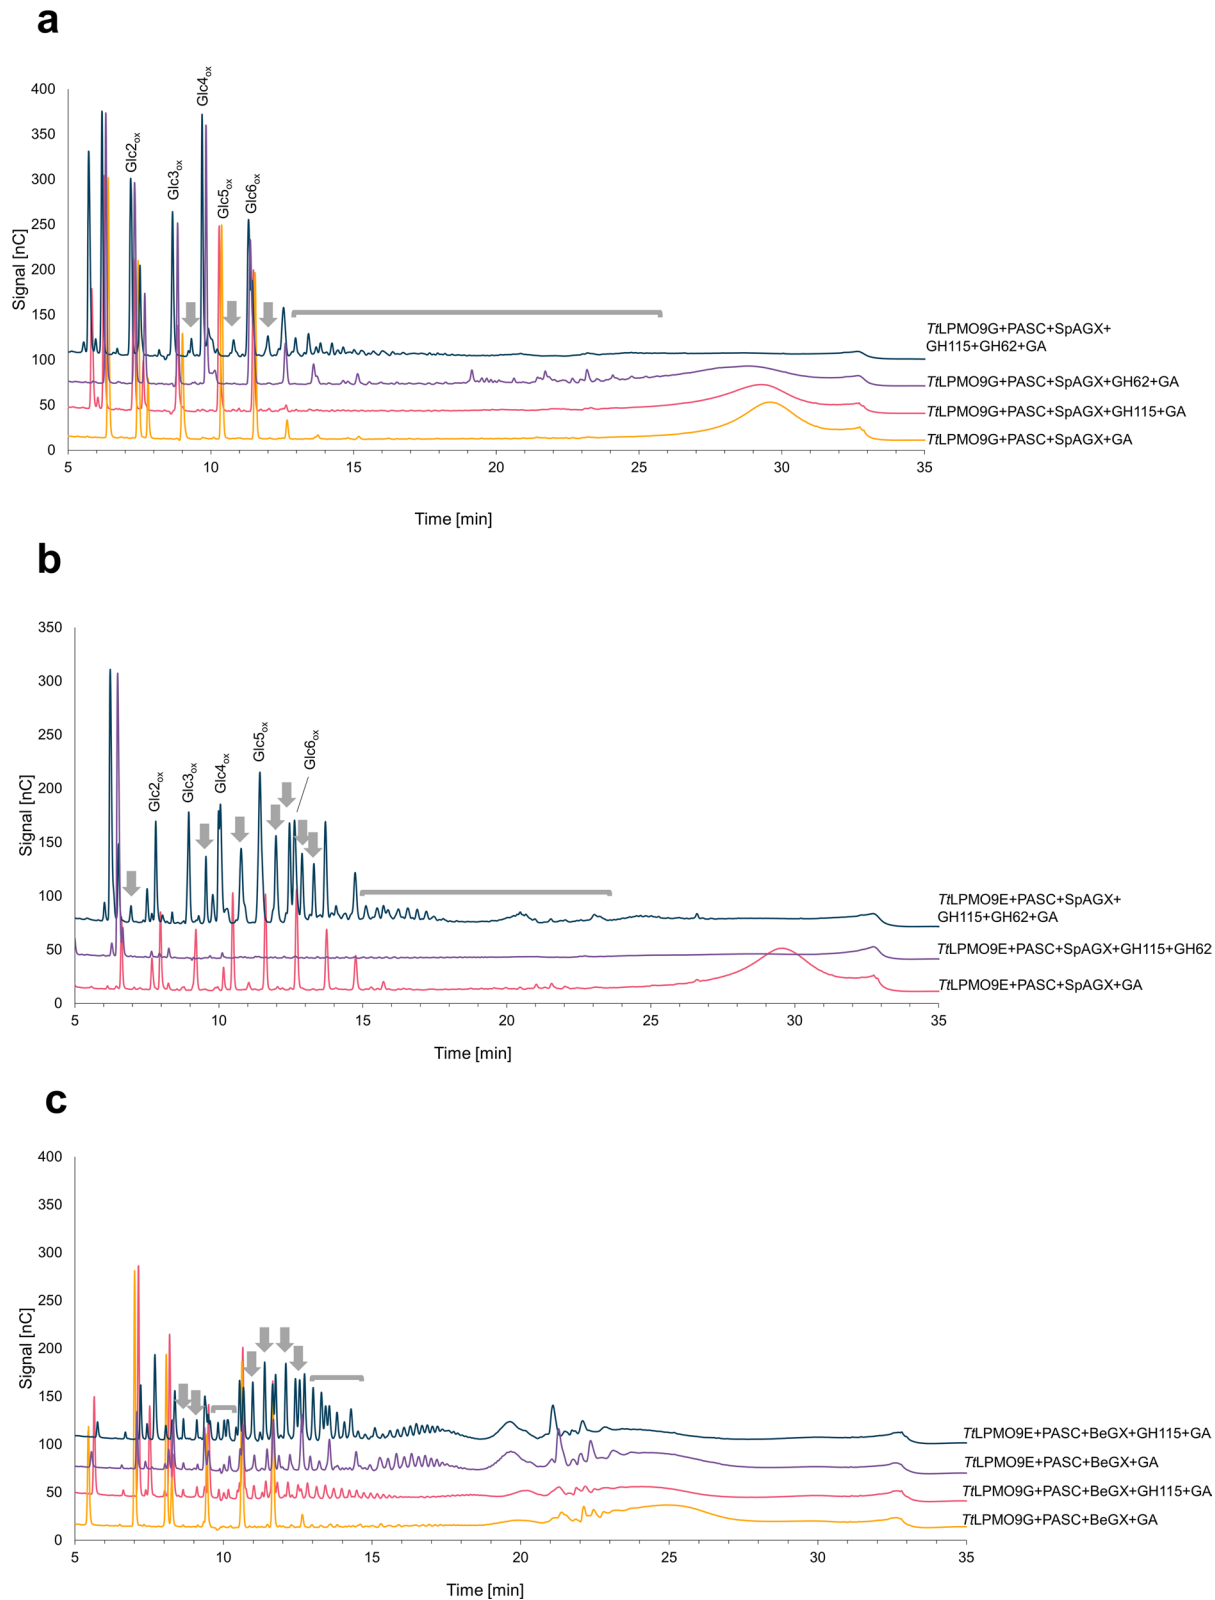 a
400
350
300
250
200
150
100
50
0
Signal [nC]
Glc2ox
Glc3ox
Glc4ox
Glc5ox
Glc6ox
TtLPMO9G+PASC+SpAGX+
GH115+GH62+GA
TtLPMO9G+PASC+SpAGX+GH62+GA
TtLPMO9G+PASC+SpAGX+GH115+GA
TtLPMO9G+PASC+SpAGX+GA
5 10 15 20 25 30 35
Time [min]
b
350
300
250
200
150
100
50
0
Signal [nC]
Glc2ox
Glc3ox
Glc4ox
Glc5ox
Glc6ox
TtLPMO9E+PASC+SpAGX+
GH115+GH62+GA
TtLPMO9E+PASC+SpAGX+GH115+GH62
TtLPMO9E+PASC+SpAGX+GA
5 10 15 20 25 30 35
Time [min]
c
400
350
300
250
200
150
100
50
0
Signal [nC]
TtLPMO9E+PASC+BeGX+GH115+GA
TtLPMO9E+PASC+BeGX+GA
TtLPMO9G+PASC+BeGX+GH115+GA
TtLPMO9G+PASC+BeGX+GA
5 10 15 20 25 30 35
Time [min]